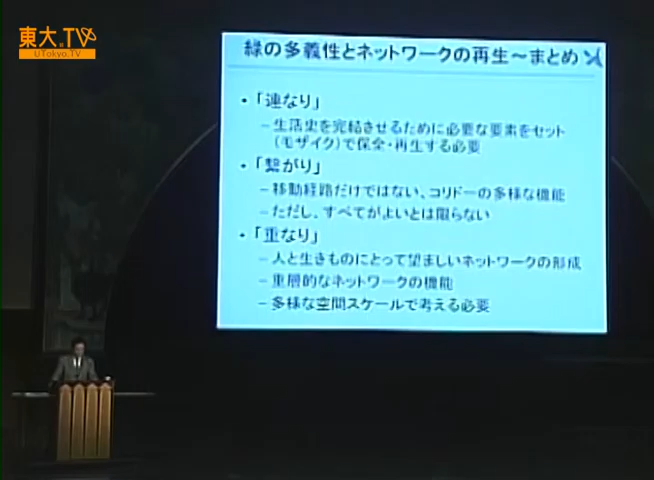 東大.TV
UTokyo.TV
緑の多義性とネットワークの再生～まとめ
・「連なり」
－生活史を完結させるために必要な要素をセット
（モザイク）で保全・再生する必要
・「繋がり」
－移動経路だけではない、コリドーの多様な機能
－ただし、すべてがよいとは限らない
・「重なり」
－人と生きものにとって望ましいネットワークの形成
－重層的なネットワークの機能
－多様な空間スケールで考える必要